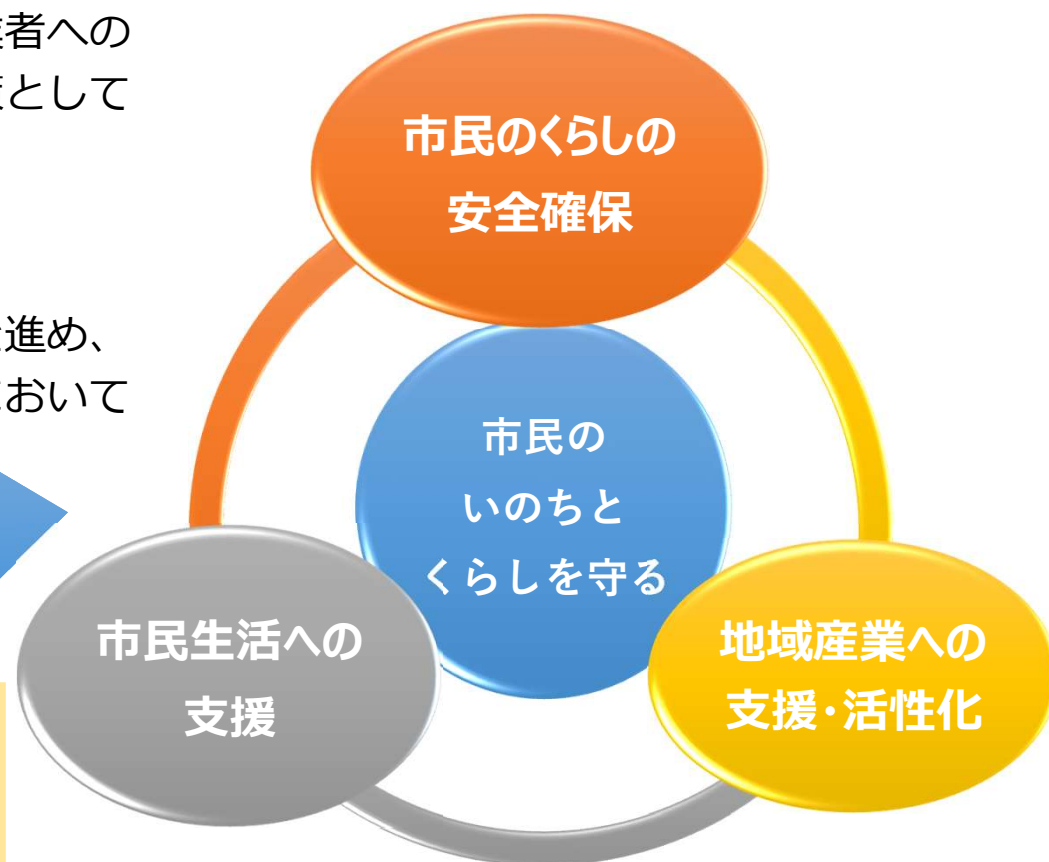 業者への
度として
進め、
おいて
市民のくらしの
安全確保
市民の
いのちと
くらしを守る
市民生活への
支援
地域産業への
支援・活性化